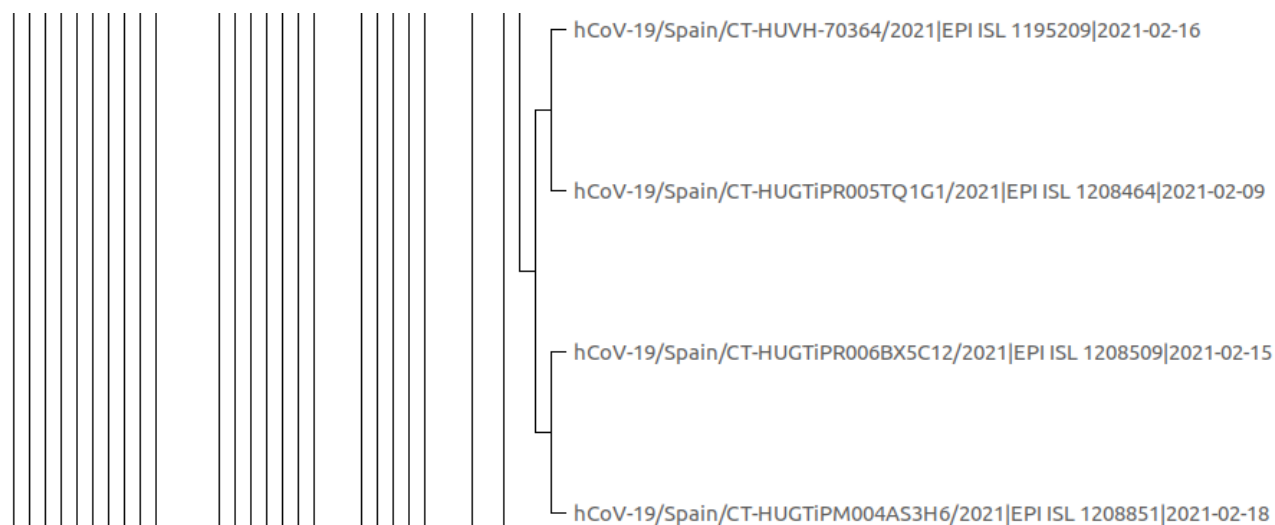 hCoV-19/Spain/CT-HUVH-70364/2021|EPI ISL 1195209|2021-02-16
hCoV-19/Spain/CT-HUGTiPR005TQ1G1/2021|EPI ISL 1208464|2021-02-09
hCoV-19/Spain/CT-HUGTiPR006BX5C12/2021|EPI ISL 1208509|2021-02-15
hCoV-19/Spain/CT-HUGTiPM004AS3H6/2021|EPI ISL 1208851|2021-02-18